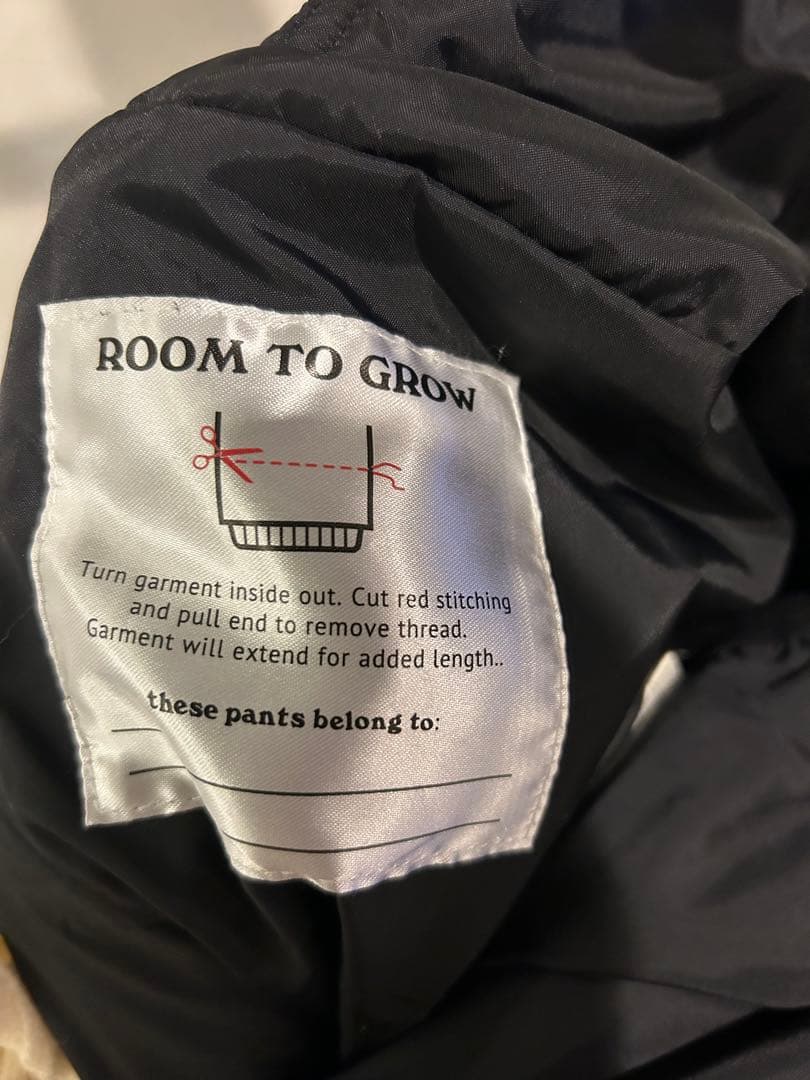 ROOM TO GROW
Turn garment inside out. Cut red stitching
and pull end to remove thread.
Garment will extend for added length..
these pants belong to: